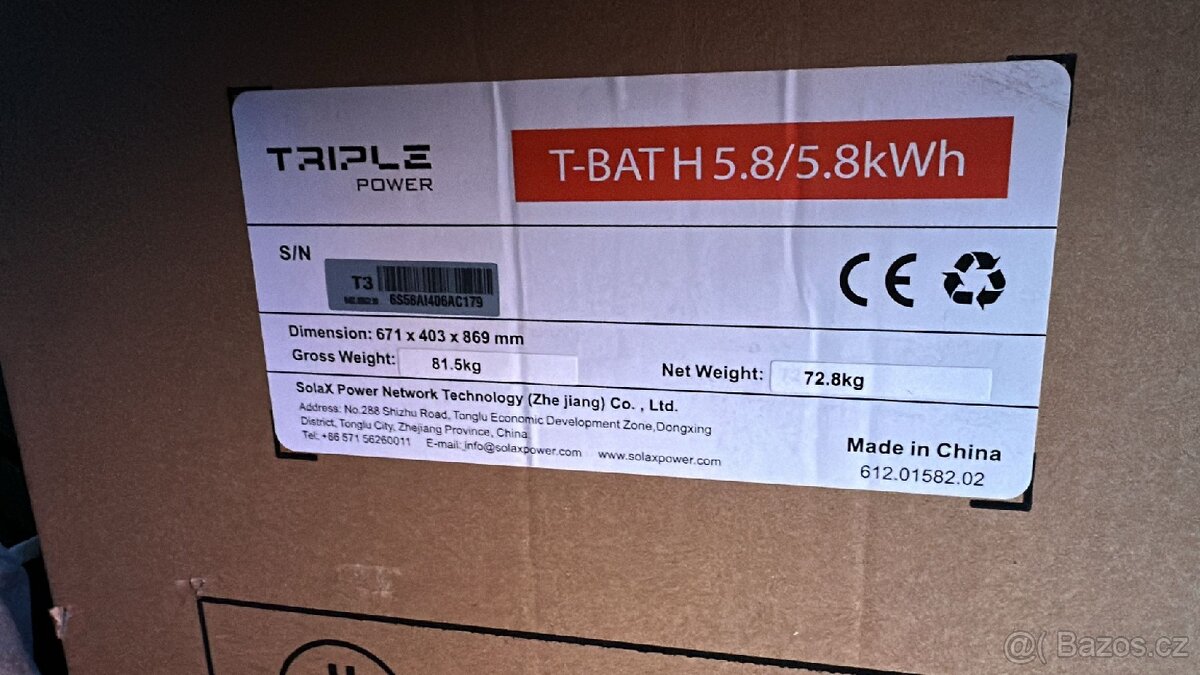 TRIPLE
POWER
T-BAT H 5.8/5.8kWh
S/N
T3
6S58AI406AC179
Dimension: 671 x 403 x 869 mm
Gross Weight: 81.5kg
Net Weight: 72.8kg
SolaX Power Network Technology (Zhe jiang) Co. , Ltd.
Address: No.288 Shizhu Road, Tonglu Economic Development Zone,Dongxing
District, Tonglu City, Zhejiang Province, China
Tel: +86 571 56260011 E-mail: info@solaxpower.com www.solaxpower.com
CE
Made in China
612.01582.02
@( Bazos.cz